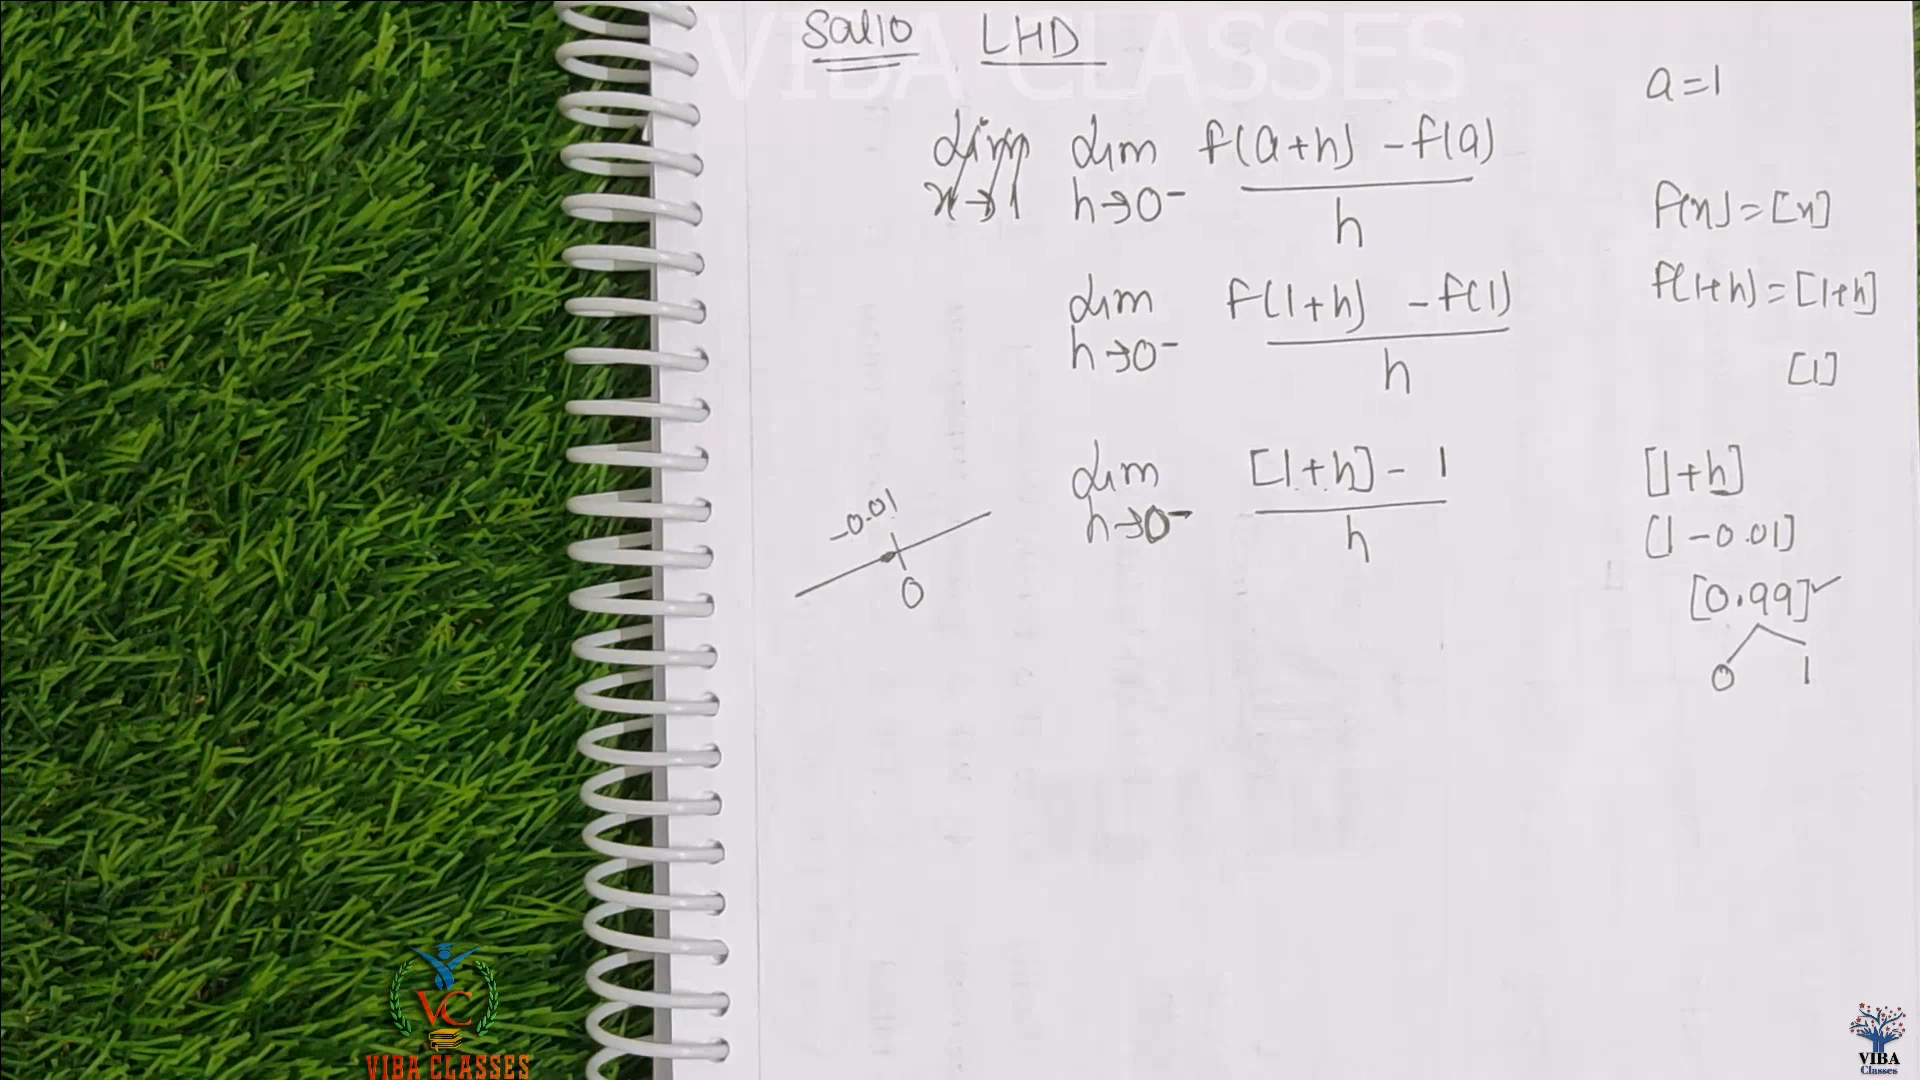 Sol10 LHD
VIBA CLASSES
a=1
lim x→1 lim h→0⁻ f(a+h) -f(a) / h
f(x)=[x]
f(1+h)=[1+h]
lim h→0⁻ f(1+h) -f(1) / h
[1]
lim h→0⁻ [1+h]- 1 / h
[1+h]
-0.01
[1-0.01]
0
[0.99]✓
0 1
VC
VIBA CLASSES
VIBA
Classes